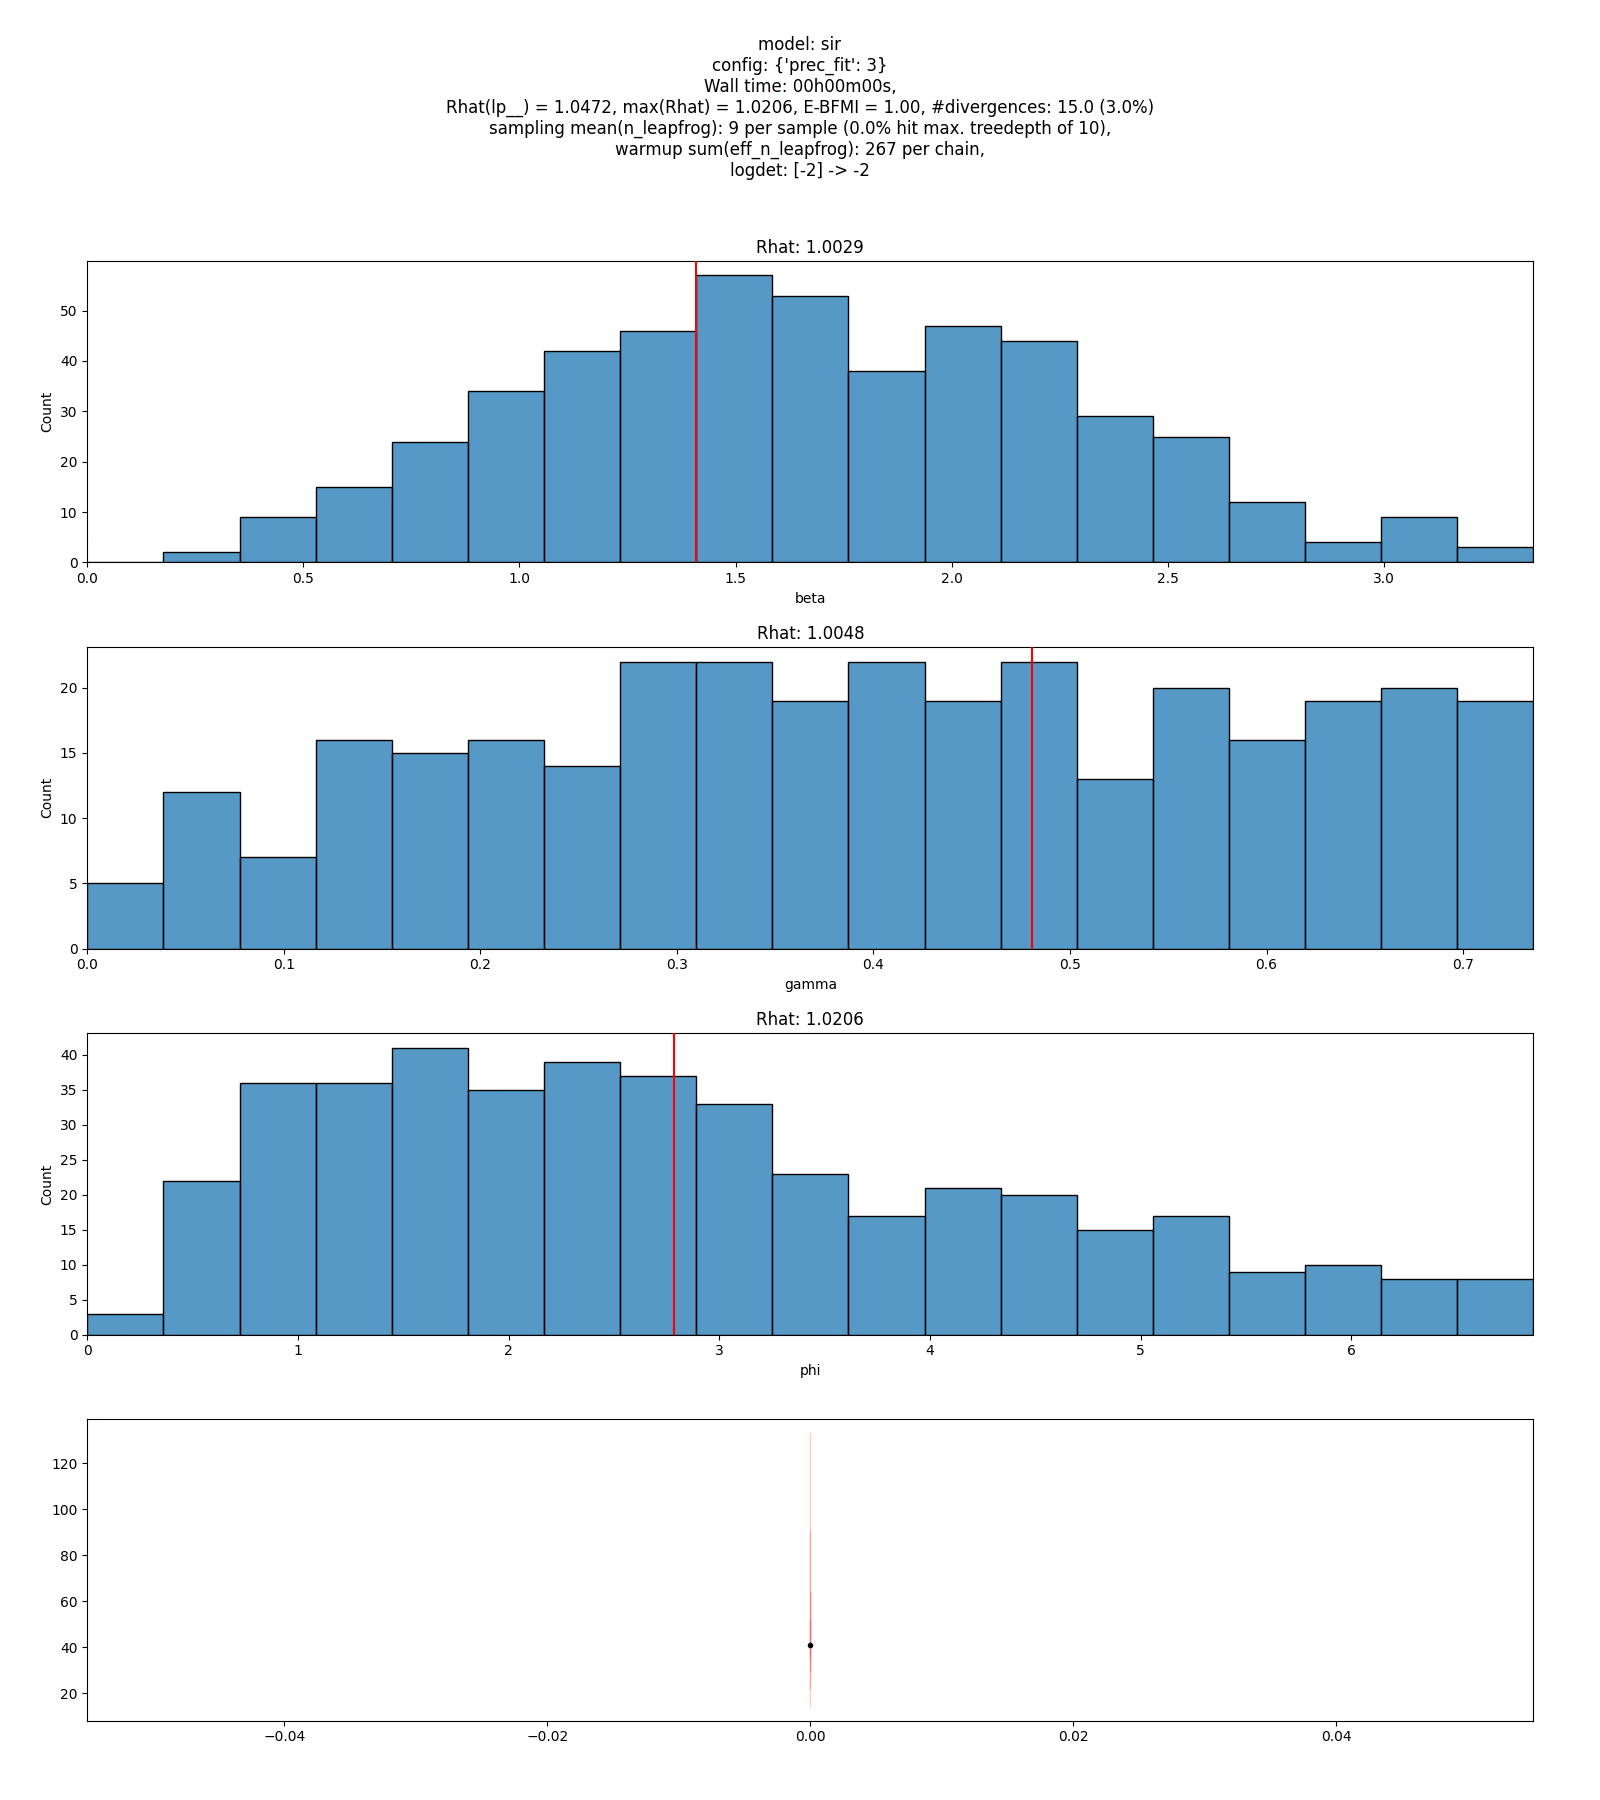 model: sir
config: {'prec_fit': 3}
Wall time: 00h00m00s,
Rhat(lp__) = 1.0472, max(Rhat) = 1.0206, E-BFMI = 1.00, #divergences: 15.0 (3.0%)
sampling mean(n_leapfrog): 9 per sample (0.0% hit max. treedepth of 10),
warmup sum(eff_n_leapfrog): 267 per chain,
logdet: [-2] -> -2
Rhat: 1.0029
50
40
30
20
10
0
Count
0.0 0.5 1.0 1.5 2.0 2.5 3.0
beta
Rhat: 1.0048
20
15
10
5
0
Count
0.0 0.1 0.2 0.3 0.4 0.5 0.6 0.7
gamma
Rhat: 1.0206
40
35
30
25
20
15
10
5
0
Count
0 1 2 3 4 5 6
phi
120
100
80
60
40
20
−0.04 −0.02 0.00 0.02 0.04